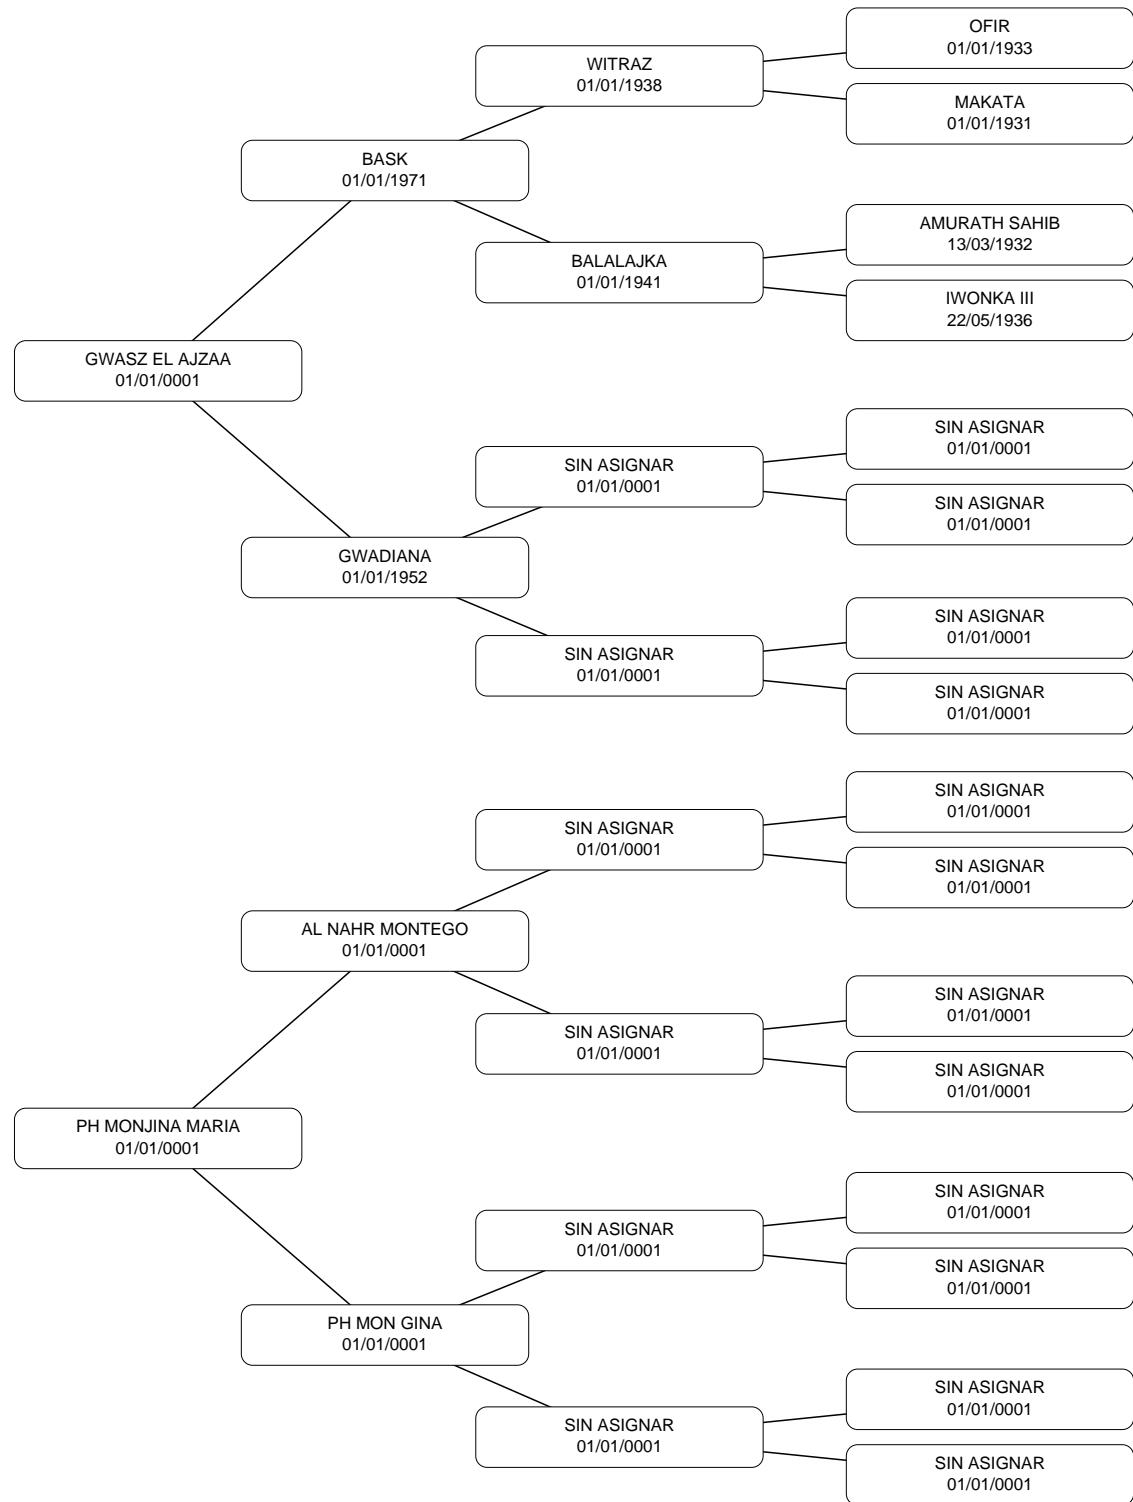 OFIR
01/01/1933
WITRAZ
01/01/1938
MAKATA
01/01/1931
BASK
01/01/1971
AMURATH SAHIB
13/03/1932
BALALAJKA
01/01/1941
IWONKA III
22/05/1936
GWASZ EL AJZAA
01/01/0001
SIN ASIGNAR
01/01/0001
SIN ASIGNAR
01/01/0001
SIN ASIGNAR
01/01/0001
GWADIANA
01/01/1952
SIN ASIGNAR
01/01/0001
SIN ASIGNAR
01/01/0001
SIN ASIGNAR
01/01/0001
SIN ASIGNAR
01/01/0001
SIN ASIGNAR
01/01/0001
SIN ASIGNAR
01/01/0001
AL NAHR MONTEGO
01/01/0001
SIN ASIGNAR
01/01/0001
SIN ASIGNAR
01/01/0001
SIN ASIGNAR
01/01/0001
PH MONJINA MARIA
01/01/0001
SIN ASIGNAR
01/01/0001
SIN ASIGNAR
01/01/0001
SIN ASIGNAR
01/01/0001
PH MON GINA
01/01/0001
SIN ASIGNAR
01/01/0001
SIN ASIGNAR
01/01/0001
SIN ASIGNAR
01/01/0001